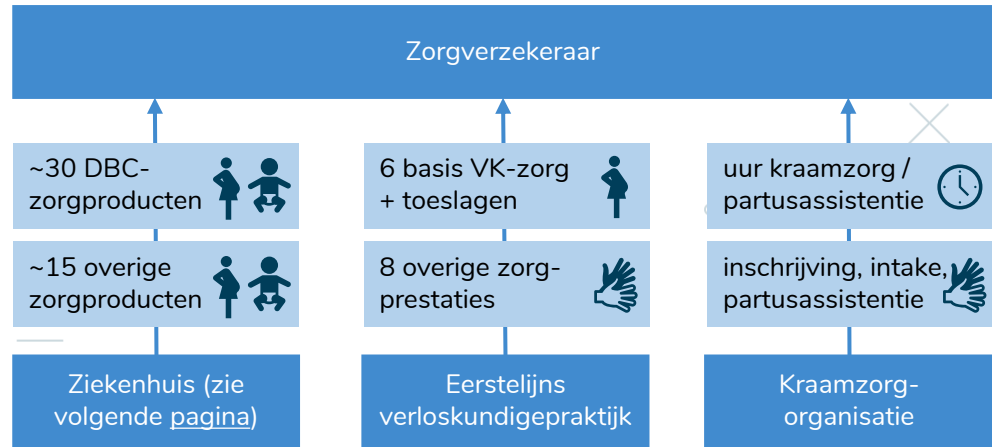 Zorgverzekeraar
~30 DBC-
zorgproducten
6 basis VK-zorg
+ toeslagen
uur kraamzorg /
partusassistentie
~15 overige
zorgproducten
8 overige zorg-
prestaties
inschrijving, intake,
partusassistentie
Ziekenhuis (zie
volgende pagina)
Eerstelijns
verloskundigepraktijk
Kraamzorg-
organisatie